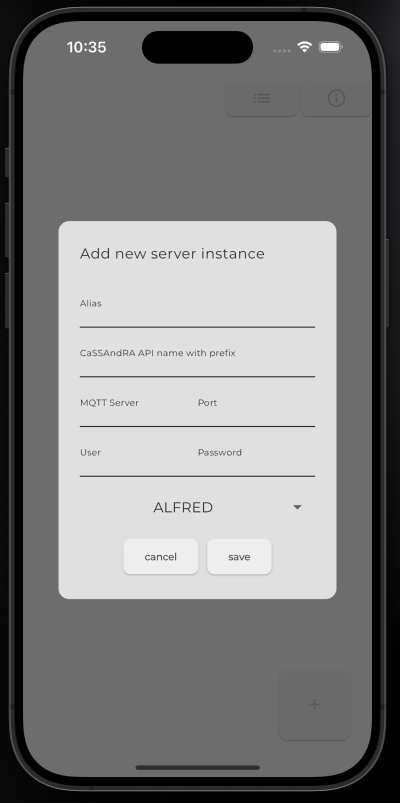 10:35
Add new server instance
Alias
CaSSAndRA API name with prefix
MQTT Server Port
User Password
ALFRED
cancel save
+